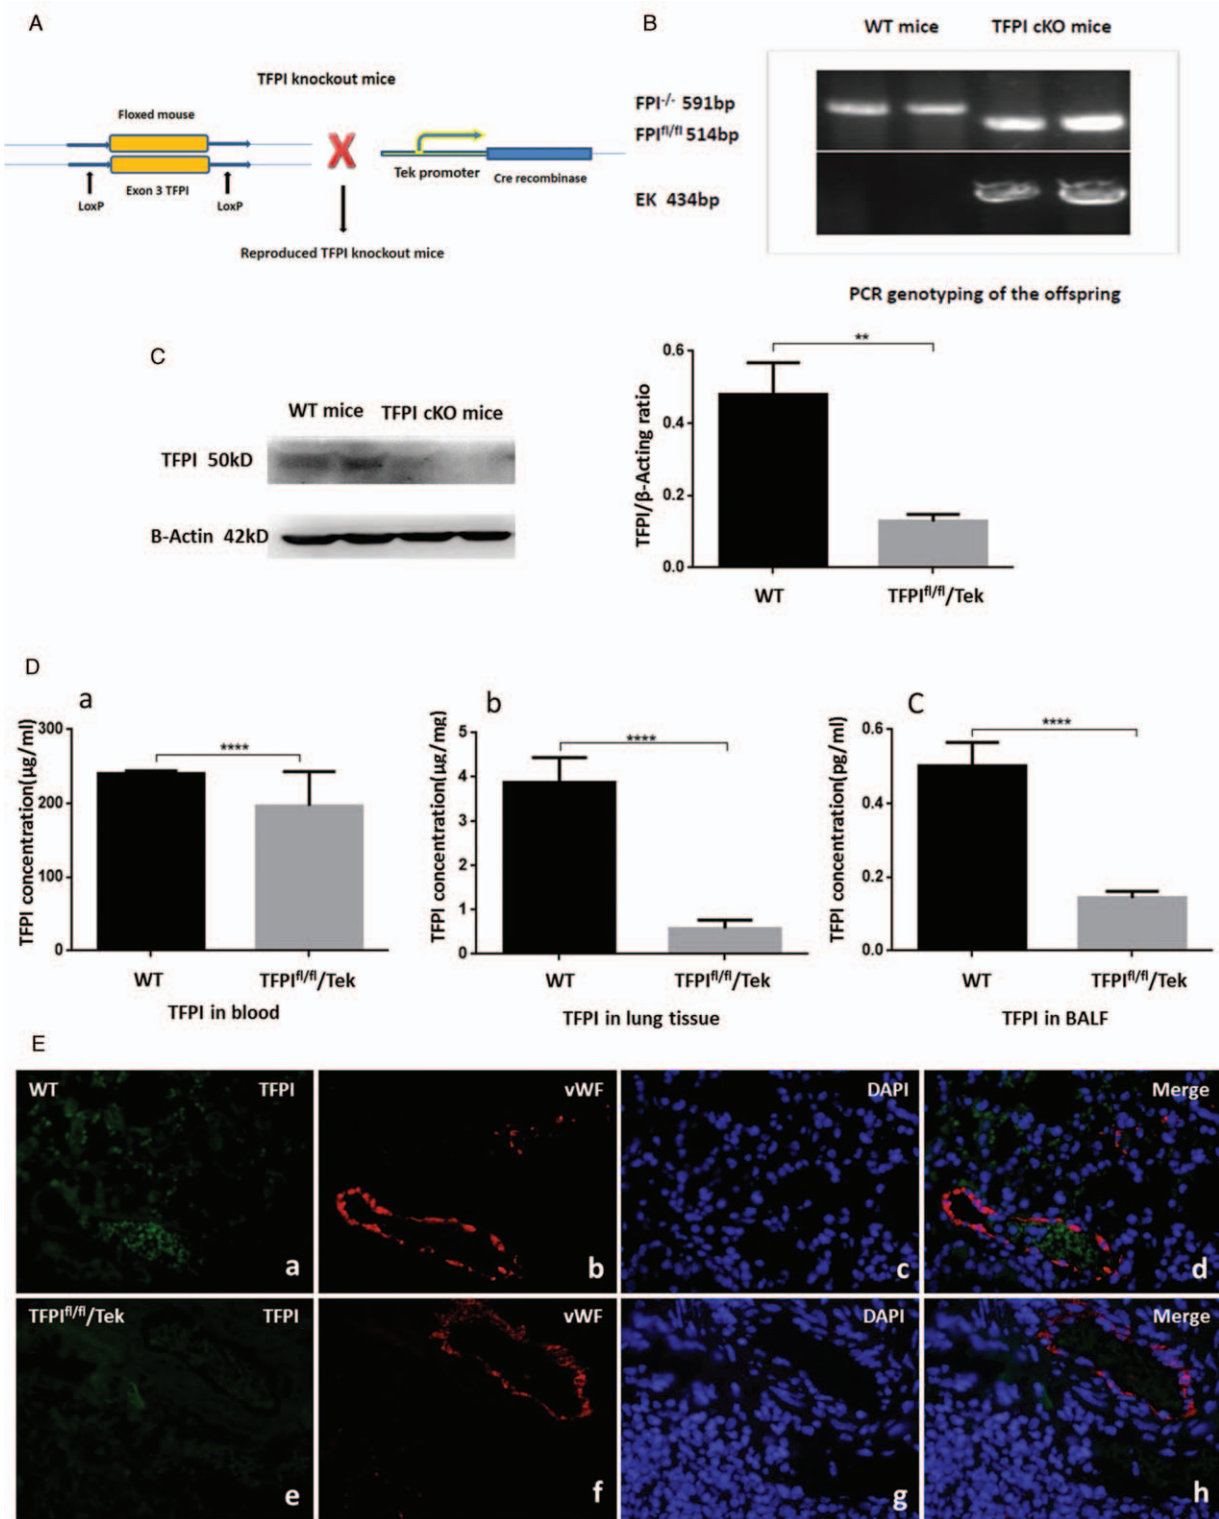 A
TFPI knockout mice
Floxed mouse
Exon 3 TFPI
LoxP
LoxP
X
Tek promoter
Cre recombinase
Reproduced TFPI knockout mice
B
WT mice
TFPI cKO mice
FPI-/- 591bp
FPIfl/fl 514bp
EK 434bp
PCR genotyping of the offspring
C
WT mice
TFPI cKO mice
TFPI 50kD
B-Actin 42kD
TFPI/β-Acting ratio
0.6
0.4
0.2
0.0
**
WT
TFPIfl/fl/Tek
D
a
TFPI concentration(μg/ml)
300
200
100
0
****
WT
TFPIfl/fl/Tek
TFPI in blood
b
TFPI concentration(μg/mg)
5
4
3
2
1
0
****
WT
TFPIfl/fl/Tek
TFPI in lung tissue
C
TFPI concentration(pg/ml)
0.6
0.4
0.2
0.0
****
WT
TFPIfl/fl/Tek
TFPI in BALF
E
WT
TFPI
a
vWF
b
DAPI
c
Merge
d
TFPIfl/fl/Tek
TFPI
e
vWF
f
DAPI
g
Merge
h